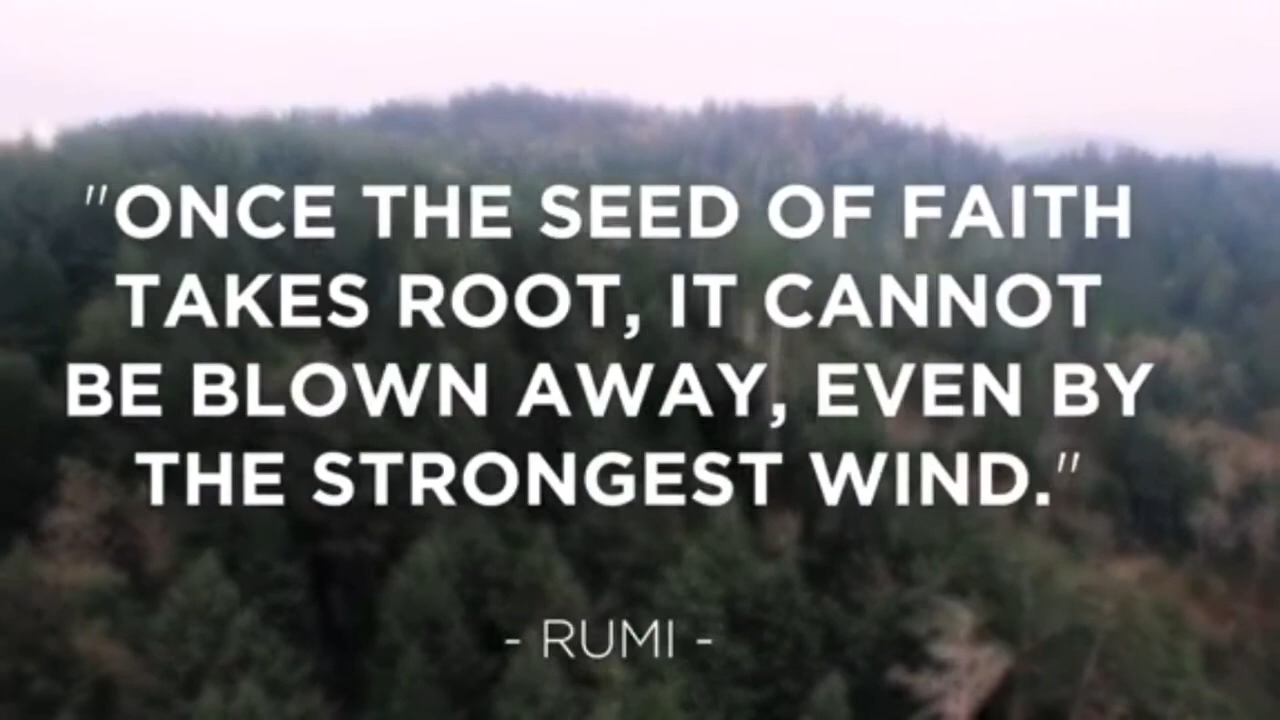 "ONCE THE SEED OF FAITH
TAKES ROOT, IT CANNOT
BE BLOWN AWAY, EVEN BY
THE STRONGEST WIND."
- RUMI -